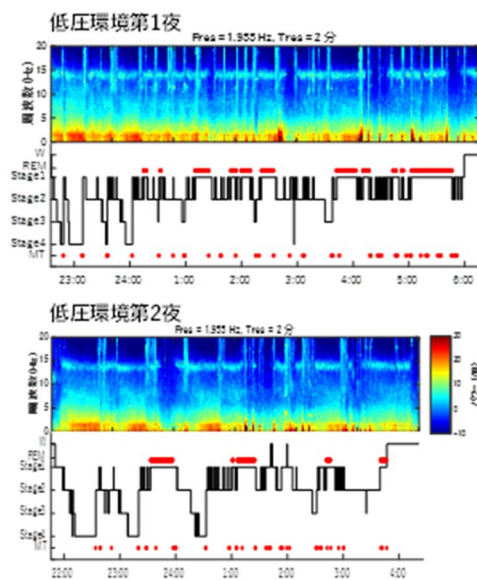 低圧環境第1夜
Fres = 1.953 Hz, Tres = 2 分
20
15
10
5
0
周波数(Hz)
W
REM
Stage1
Stage2
Stage3
Stage4
MT
23:00 24:00 1:00 2:00 3:00 4:00 5:00 6:00
低圧環境第2夜
Fres = 1.953 Hz, Tres = 2 分
20
15
10
5
0
周波数(Hz)
W
REM
Stage1
Stage2
Stage3
Stage4
MT
22:00 23:00 24:00 1:00 2:00 3:00 4:00